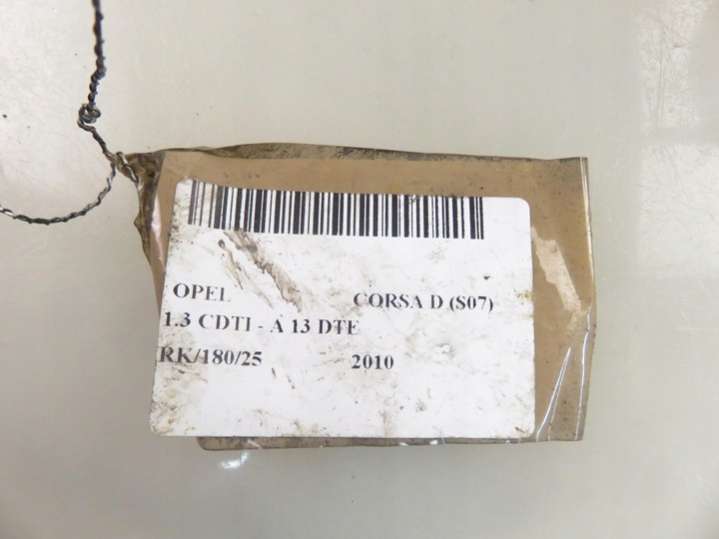 OPEL CORSA D (S07)
1.3 CDTI - A 13 DTE
RK/180/25 2010